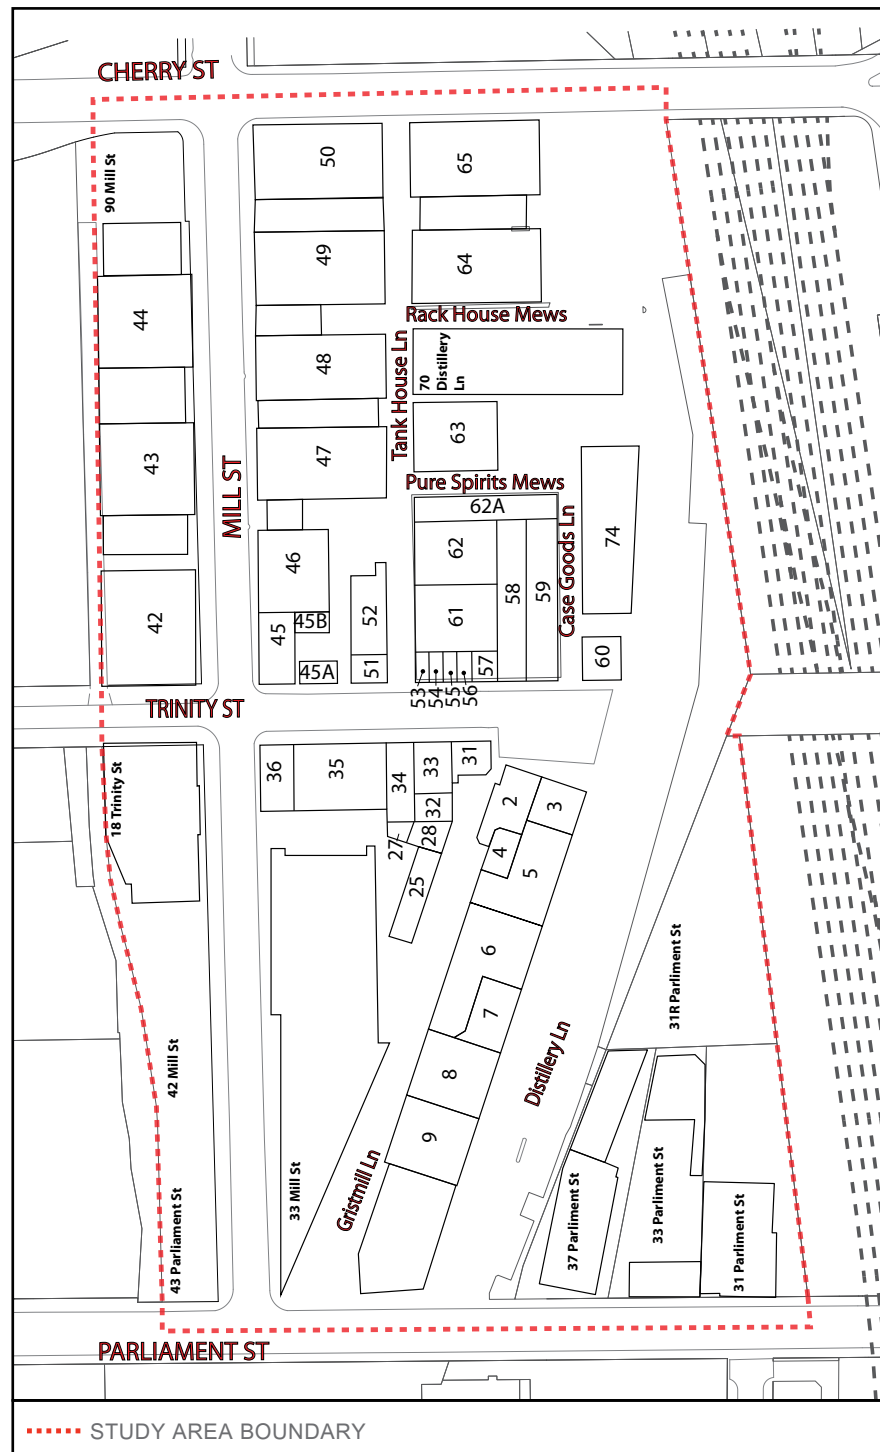 CHERRY ST
50
65
90 Mill St
49
64
44
Rack House Mews
Tank House Ln
48
70
Distillery
Ln
63
43
47
MILL ST
Pure Spirits Mews
62A
Case Goods Ln
74
46
62
58
59
52
42
45
45B
61
60
45A
51
53
54
55
56
57
TRINITY ST
36
35
34
33
31
18 Trinity St
32
2
3
27
28
4
25
5
6
31R Parliment St
7
42 Mill St
8
Distillery Ln
9
33 Mill St
Gristmill Ln
43 Parliament St
37 Parliment St
33 Parliment St
31 Parliment St
PARLIAMENT ST
STUDY AREA BOUNDARY